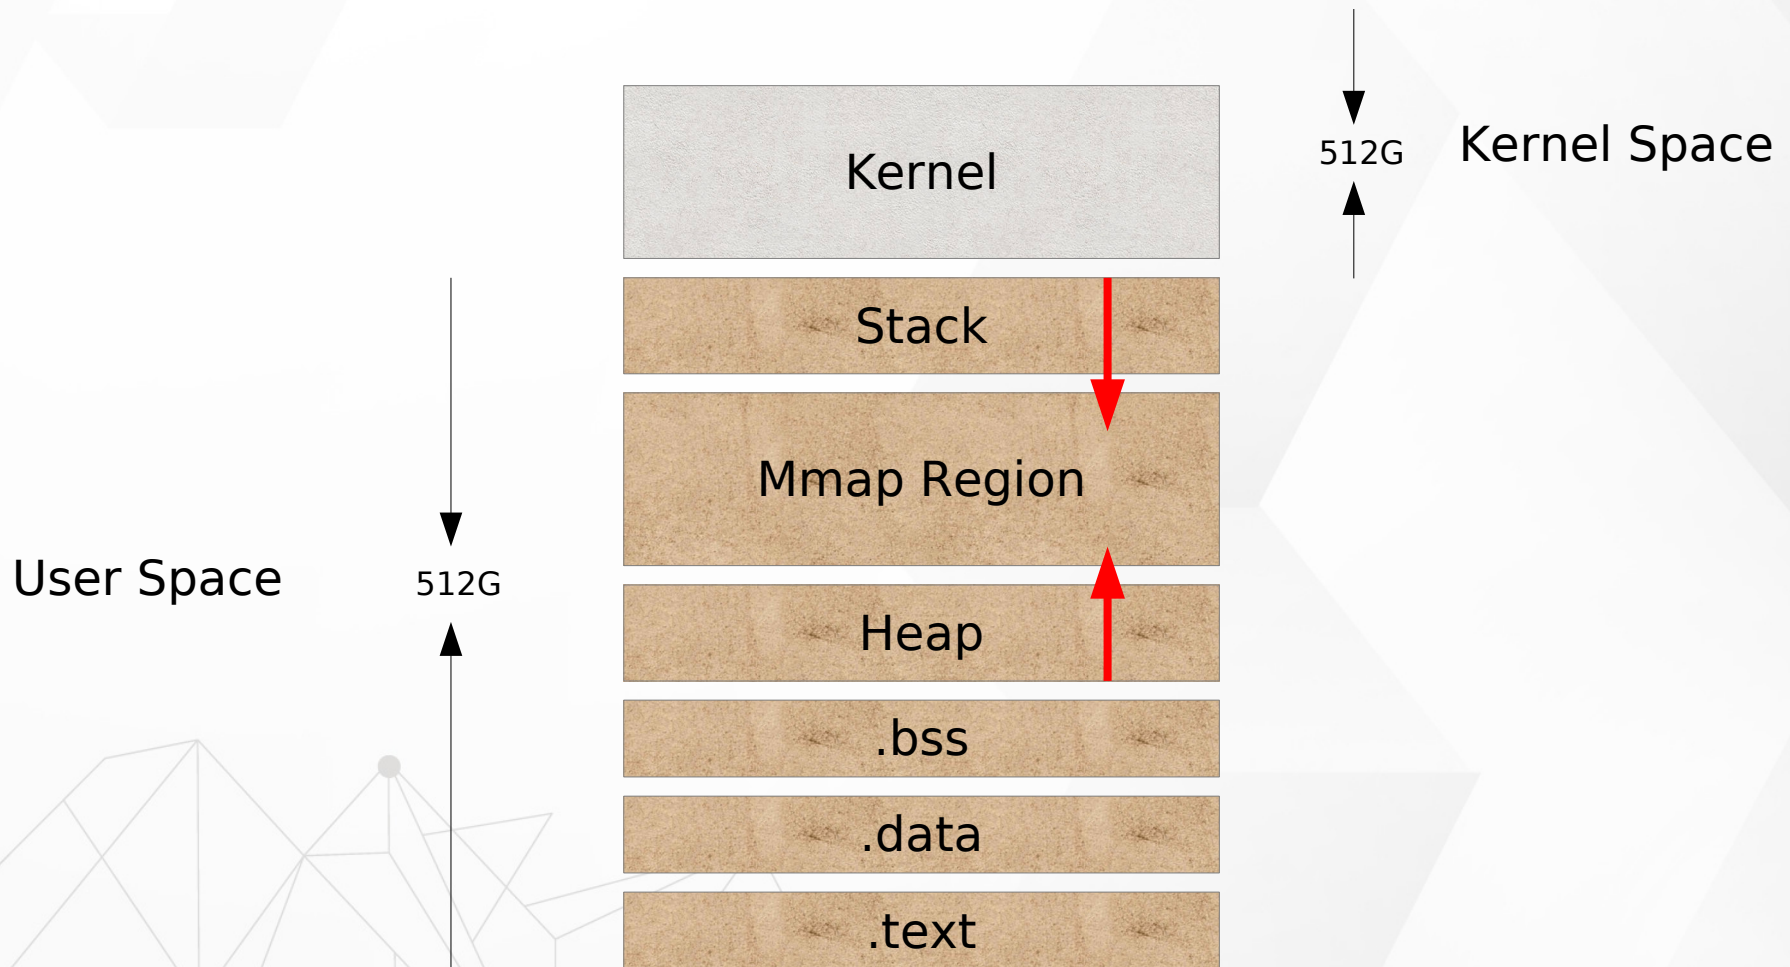 Kernel
512G
Kernel Space
Stack
Mmap Region
User Space
512G
Heap
.bss
.data
.text